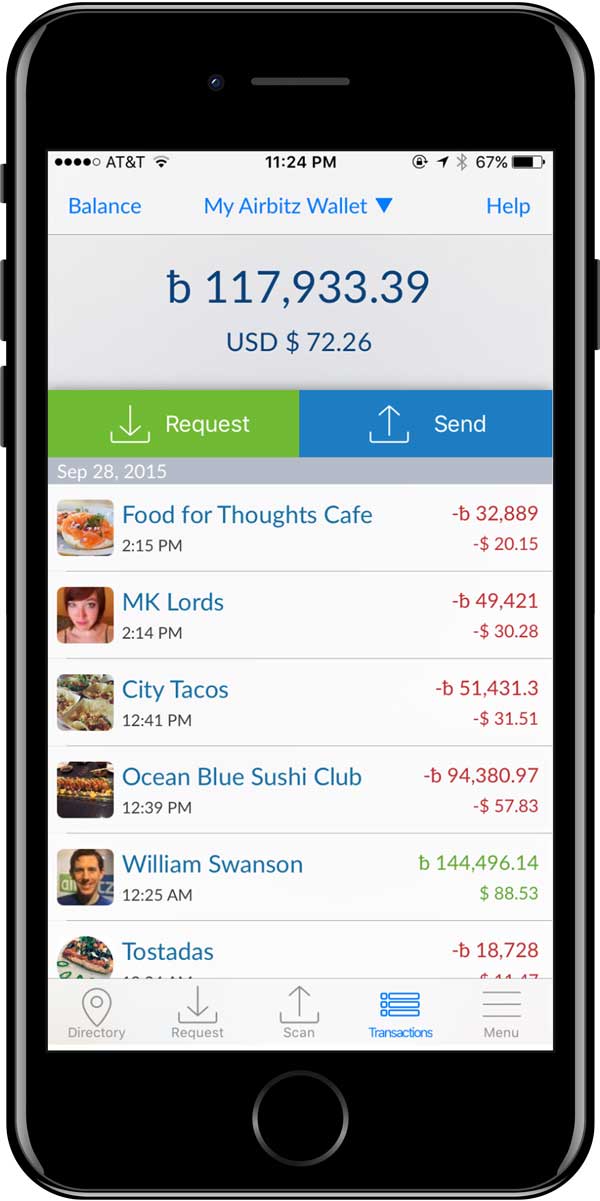 AT&T 11:24 PM 67%
Balance My Airbitz Wallet ▼ Help
ƀ 117,933.39
USD $ 72.26
Request Send
Sep 28, 2015
Food for Thoughts Cafe -ƀ 32,889
2:15 PM -$ 20.15
MK Lords -ƀ 49,421
2:14 PM -$ 30.28
City Tacos -ƀ 51,431.3
12:41 PM -$ 31.51
Ocean Blue Sushi Club -ƀ 94,380.97
12:39 PM -$ 57.83
William Swanson ƀ 144,496.14
12:25 AM $ 88.53
Tostadas -ƀ 18,728
Directory Request Scan Transactions Menu